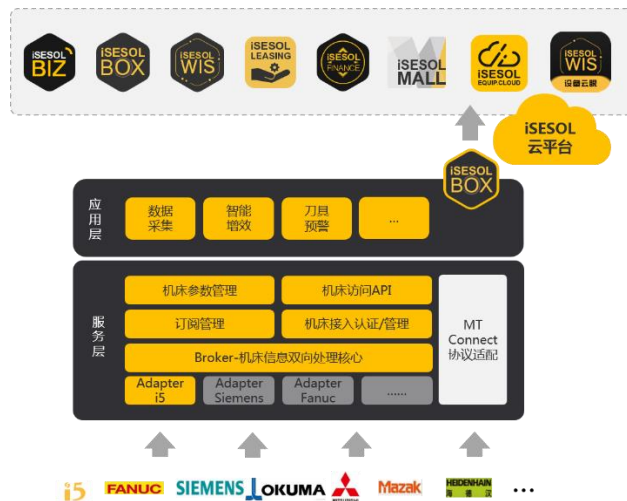 iSESOL
BIZ
iSESOL
BOX
iSESOL
WIS
iSESOL
LEASING
iSESOL
FINANCE
iSESOL
MALL
iSESOL
EQUIP CLOUD
iSESOL
WIS
设备云眼
iSESOL
云平台
iSESOL
BOX
应用层
数据
采集
智能
增效
刀具
预警
...
服务层
机床参数管理
机床访问API
订阅管理
机床接入认证/管理
Broker-机床信息双向处理核心
Adapter
i5
Adapter
Siemens
Adapter
Fanuc
......
MT
Connect
协议适配
i5
FANUC
SIEMENS
OKUMA
MITSUBISHI
Mazak
HEIDENHAIN
海德汉
...